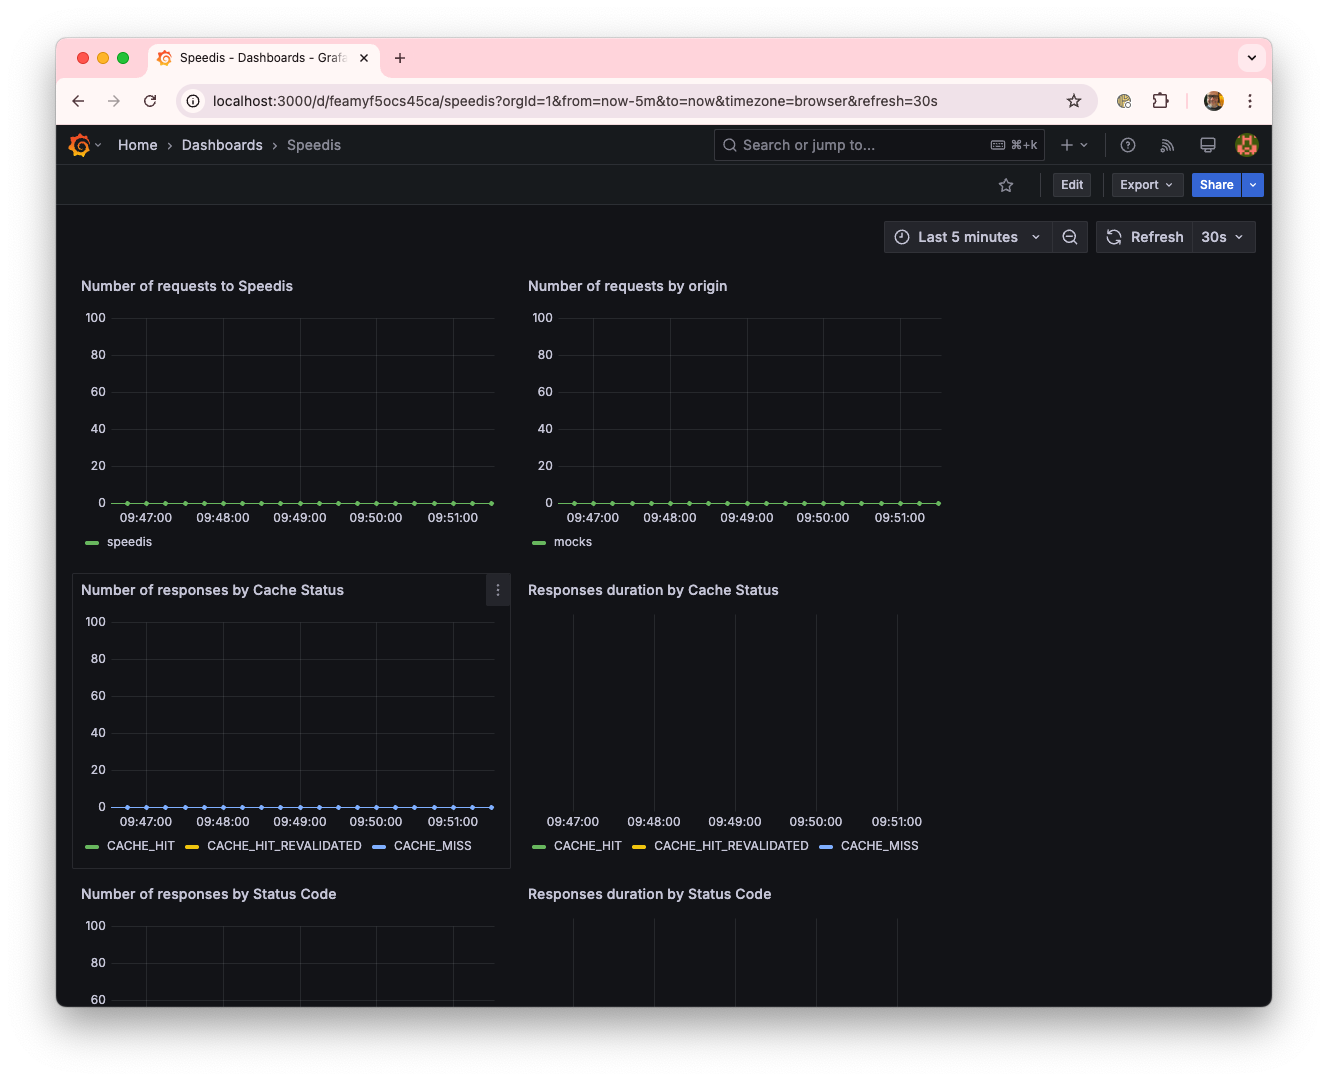 Speedis - Dashboards - Grafa
localhost:3000/d/feamyf5ocs45ca/speedis?orgId=1&from=now-5m&to=now&timezone=browser&refresh=30s
Home › Dashboards › Speedis
Search or jump to...
⌘+k
Edit
Export
Share
Last 5 minutes
Refresh
30s
Number of requests to Speedis
100
80
60
40
20
0
09:47:00 09:48:00 09:49:00 09:50:00 09:51:00
speedis
Number of requests by origin
100
80
60
40
20
0
09:47:00 09:48:00 09:49:00 09:50:00 09:51:00
mocks
Number of responses by Cache Status
100
80
60
40
20
0
09:47:00 09:48:00 09:49:00 09:50:00 09:51:00
CACHE_HIT CACHE_HIT_REVALIDATED CACHE_MISS
Responses duration by Cache Status
09:47:00 09:48:00 09:49:00 09:50:00 09:51:00
CACHE_HIT CACHE_HIT_REVALIDATED CACHE_MISS
Number of responses by Status Code
100
80
60
Responses duration by Status Code